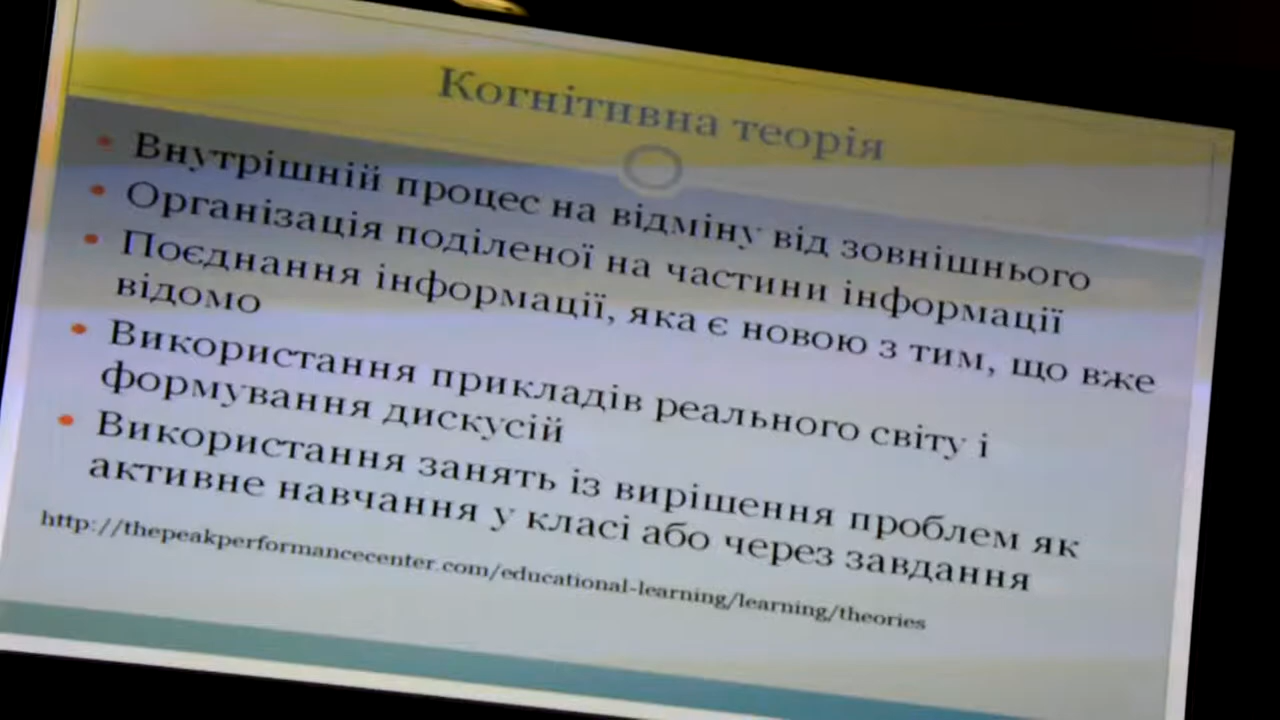 Когнітивна теорія
Внутрішній процес на відміну від зовнішнього
Організація поділеної на частини інформації
Поєднання інформації, яка є новою з тим, що вже
відомо
Використання прикладів реального світу і
формування дискусій
Використання занять із вирішення проблем як
активне навчання у класі або через завдання
http://thepeakperformancecenter.com/educational-learning/learning/theories